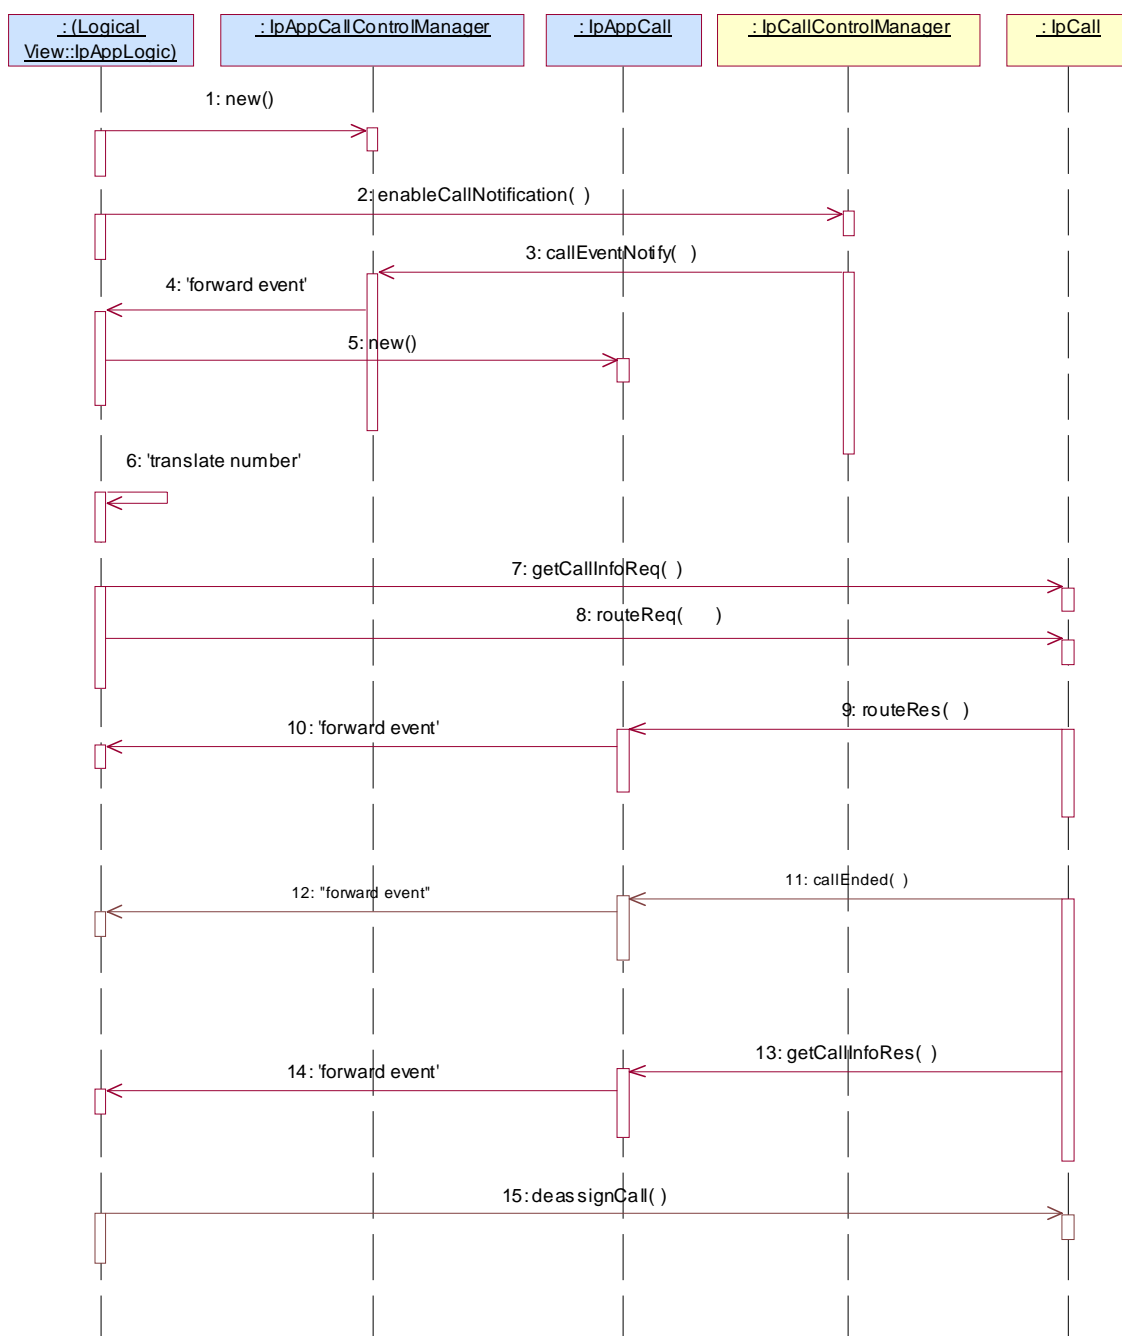 : (Logical
View::IpAppLogic)
: IpAppCallControlManager
: IpAppCall
: IpCallControlManager
: IpCall
1: new()
2: enableCallNotification( )
3: callEventNotify( )
4: 'forward event'
5: new()
6: 'translate number'
7: getCallInfoReq( )
8: routeReq( )
9: routeRes( )
10: 'forward event'
11: callEnded( )
12: "forward event"
13: getCallInfoRes( )
14: 'forward event'
15: deassignCall( )